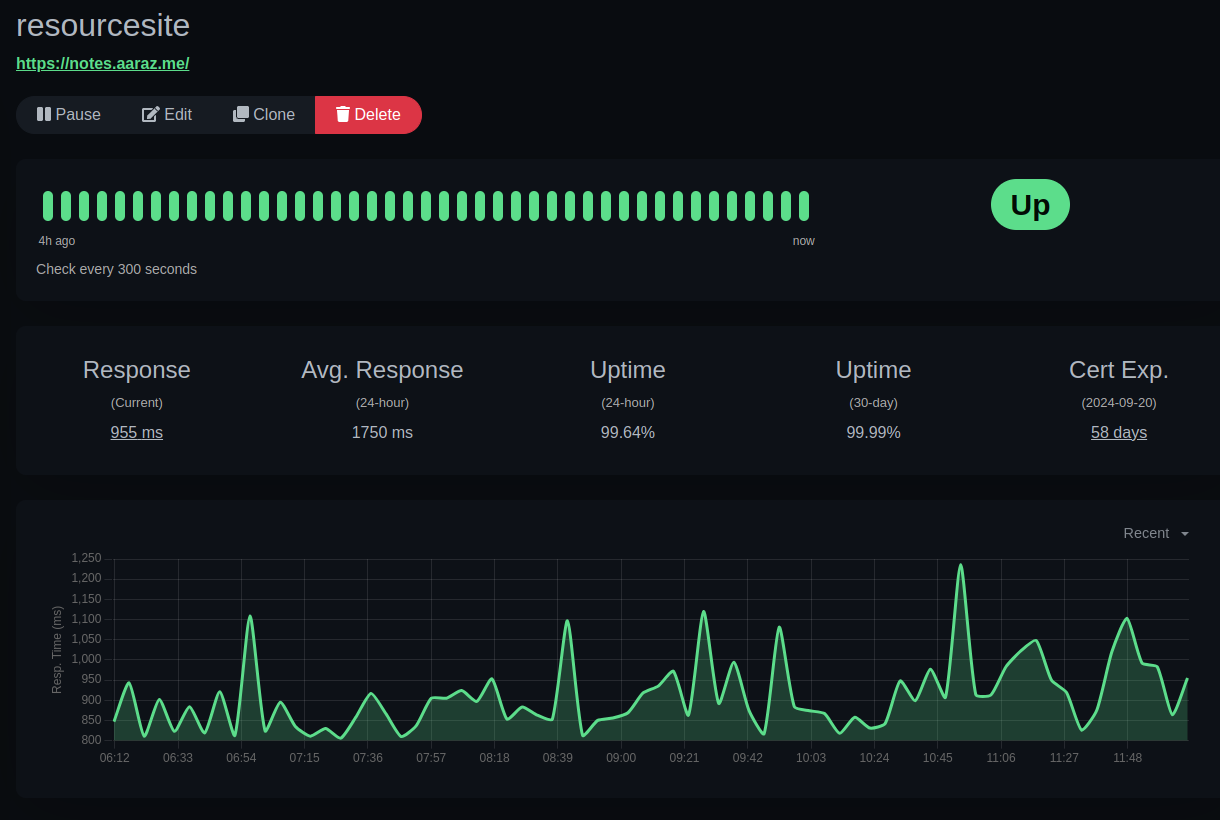 resourcesite
https://notes.aaraz.me/
Pause Edit Clone Delete
Up
4h ago now
Check every 300 seconds
Response Avg. Response Uptime Uptime Cert Exp.
(Current) (24-hour) (24-hour) (30-day) (2024-09-20)
955 ms 1750 ms 99.64% 99.99% 58 days
Recent
Resp. Time (ms)
1,250
1,200
1,150
1,100
1,050
1,000
950
900
850
800
06:12 06:33 06:54 07:15 07:36 07:57 08:18 08:39 09:00 09:21 09:42 10:03 10:24 10:45 11:06 11:27 11:48